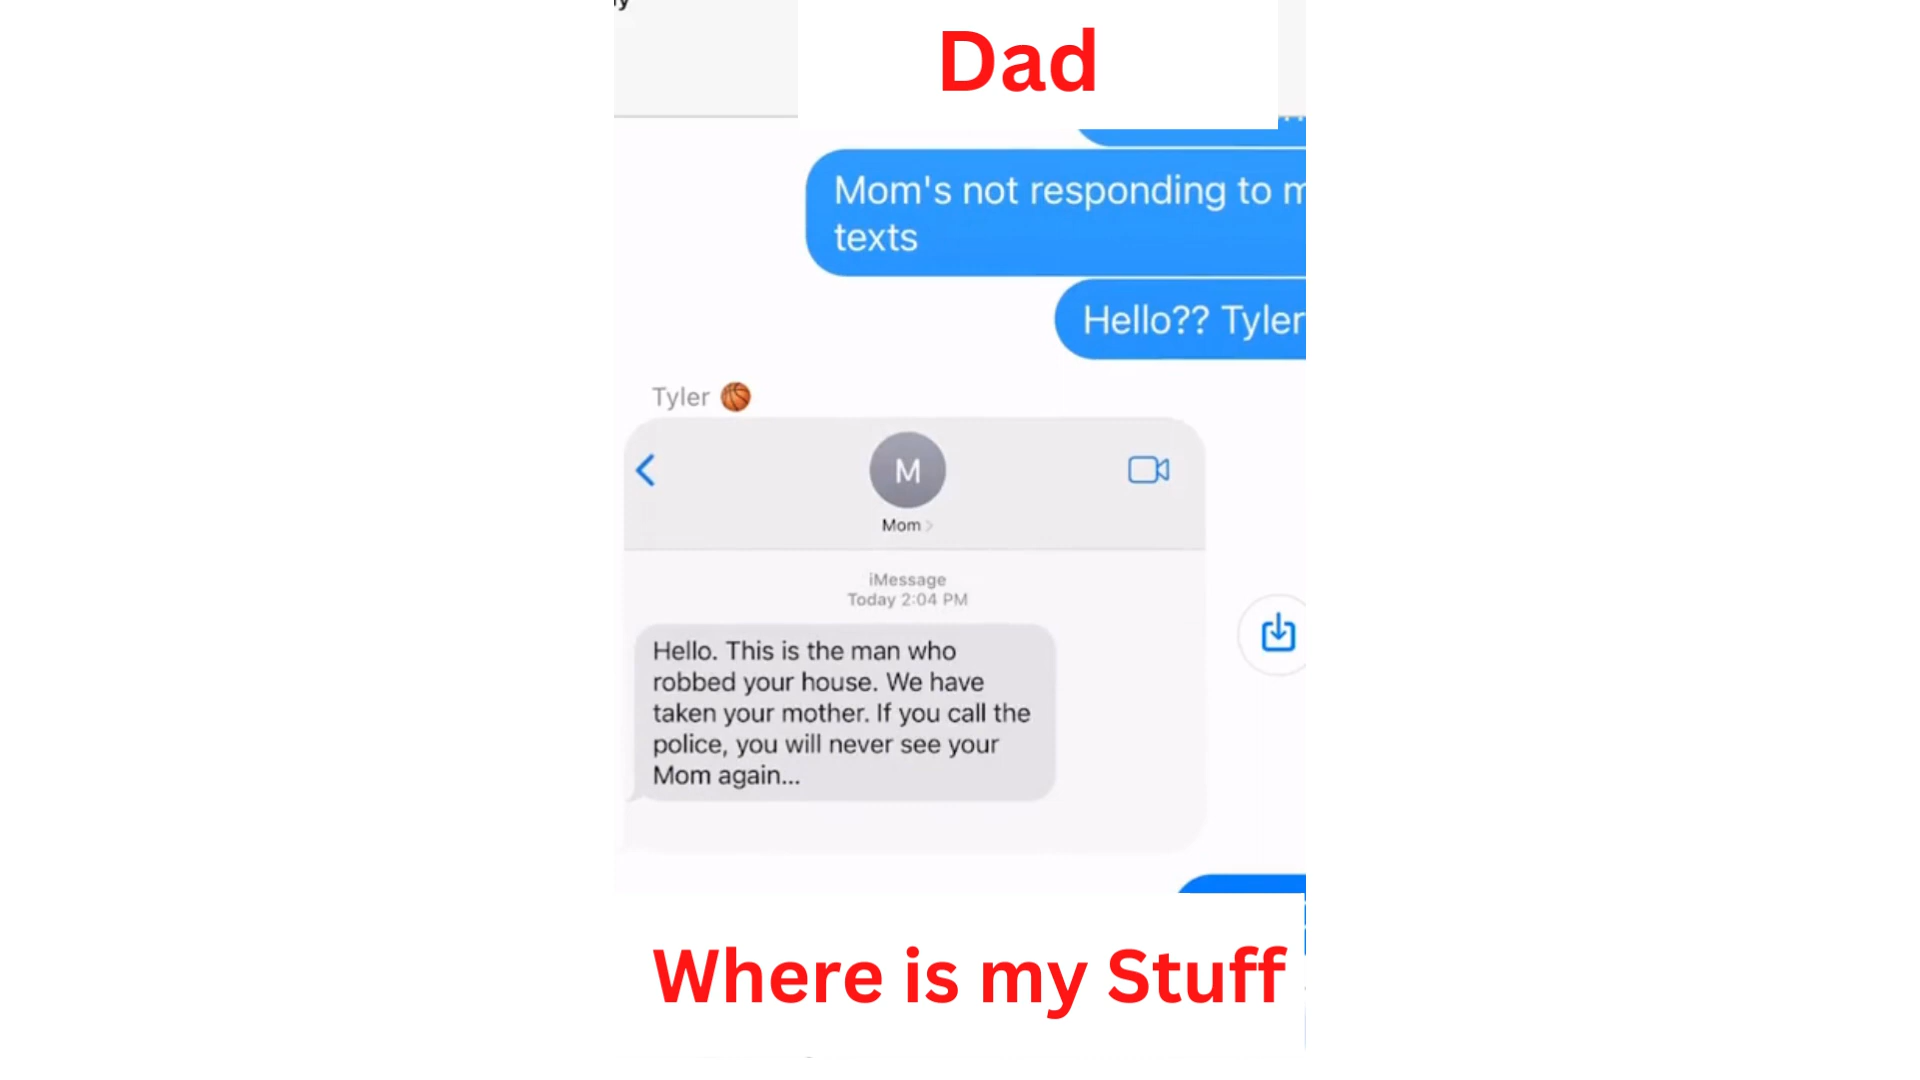 Dad
Mom's not responding to
texts
Hello?? Tyler
Tyler 🏀
M
Mom
iMessage
Today 2:04 PM
Hello. This is the man who
robbed your house. We have
taken your mother. If you call the
police, you will never see your
Mom again...
Where is my Stuff